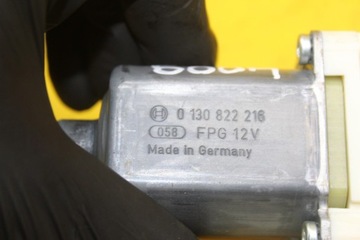 0 130 822 216
058 FPG 12V
Made in Germany